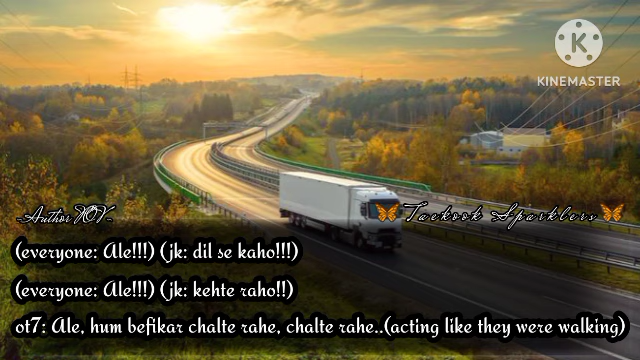 KINEMASTER
-Author POV-
🦋Taekook Sparklers🦋
(everyone: Ale!!!) (jk: dil se kaho!!!)
(everyone: Ale!!!) (jk: kehte raho!!)
ot7: Ale, hum befikar chalte rahe, chalte rahe..(acting like they were walking)